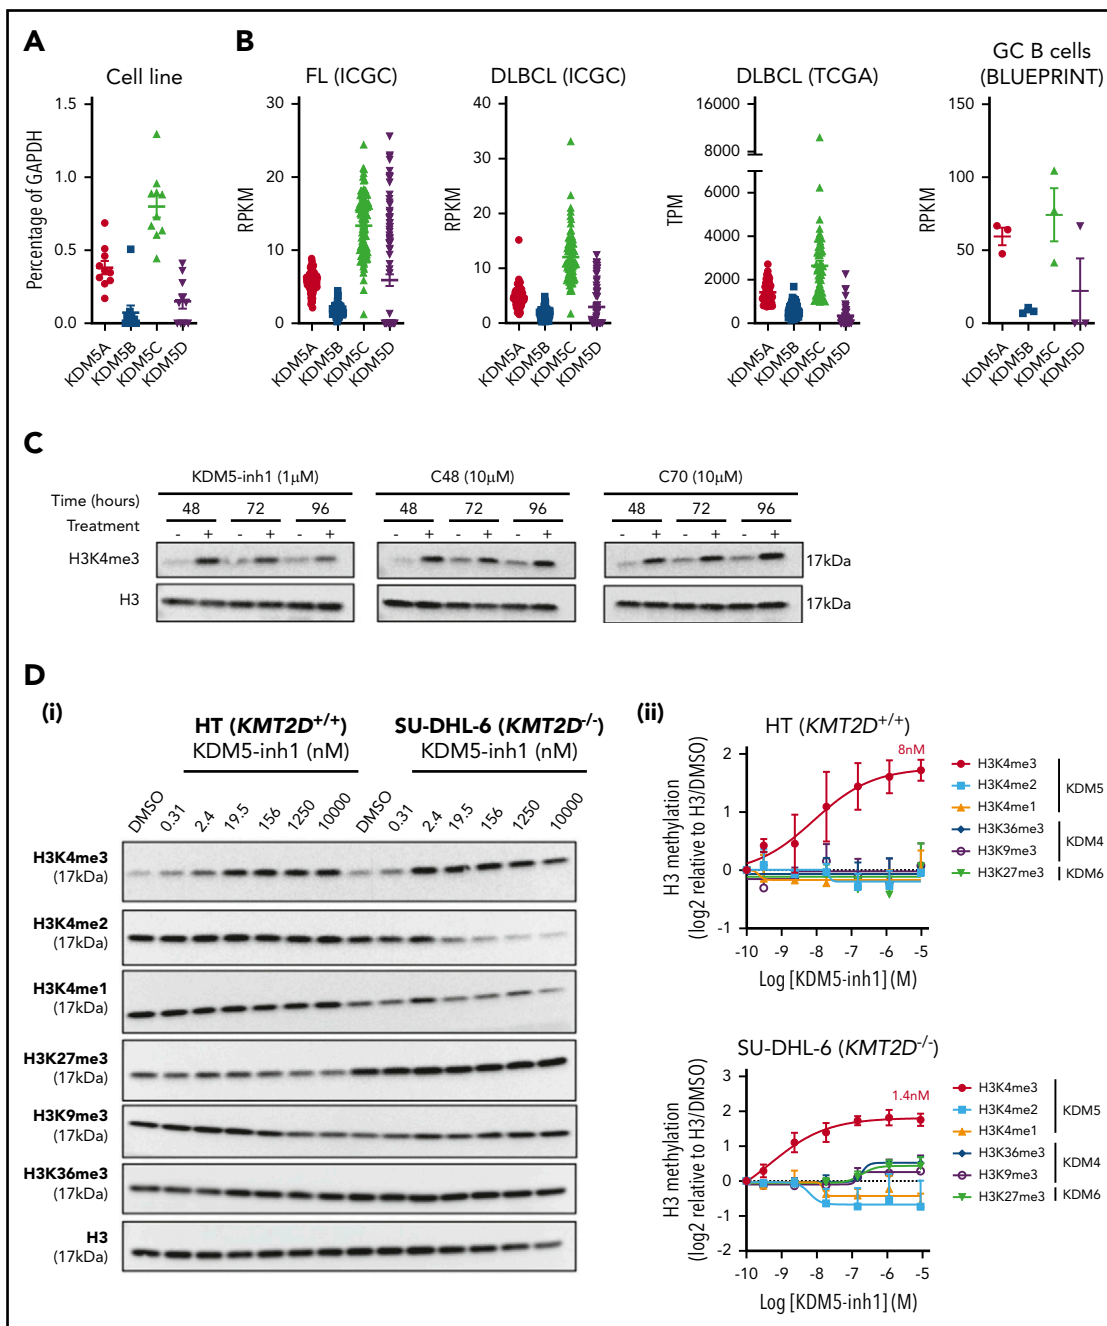 A
Cell line
Percentage of GAPDH
1.5
1.0
0.5
0.0
KDM5A
KDM5B
KDM5C
KDM5D
B
FL (ICGC)
RPKM
30
20
10
0
KDM5A
KDM5B
KDM5C
KDM5D
DLBCL (ICGC)
RPKM
40
30
20
10
0
KDM5A
KDM5B
KDM5C
KDM5D
DLBCL (TCGA)
TPM
16000
8000
6000
4000
2000
0
KDM5A
KDM5B
KDM5C
KDM5D
GC B cells
(BLUEPRINT)
RPKM
150
100
50
0
KDM5A
KDM5B
KDM5C
KDM5D
C
KDM5-inh1 (1µM)
C48 (10µM)
C70 (10µM)
Time (hours)
48 72 96
48 72 96
48 72 96
Treatment
- + - + - +
- + - + - +
- + - + - +
H3K4me3
17kDa
H3
17kDa
D
(i)
HT (KMT2D+/+)
KDM5-inh1 (nM)
SU-DHL-6 (KMT2D-/-)
KDM5-inh1 (nM)
DMSO 0.31 2.4 19.5 156 1250 10000 DMSO 0.31 2.4 19.5 156 1250 10000
H3K4me3
(17kDa)
H3K4me2
(17kDa)
H3K4me1
(17kDa)
H3K27me3
(17kDa)
H3K9me3
(17kDa)
H3K36me3
(17kDa)
H3
(17kDa)
(ii)
HT (KMT2D+/+)
H3 methylation
(log2 relative to H3/DMSO)
2
1
0
-1
8nM
-10 -9 -8 -7 -6 -5
Log [KDM5-inh1] (M)
H3K4me3
H3K4me2
H3K4me1
H3K36me3
H3K9me3
H3K27me3
KDM5
KDM4
KDM6
SU-DHL-6 (KMT2D-/-)
H3 methylation
(log2 relative to H3/DMSO)
3
2
1
0
-1
-2
1.4nM
-10 -9 -8 -7 -6 -5
Log [KDM5-inh1] (M)
H3K4me3
H3K4me2
H3K4me1
H3K36me3
H3K9me3
H3K27me3
KDM5
KDM4
KDM6